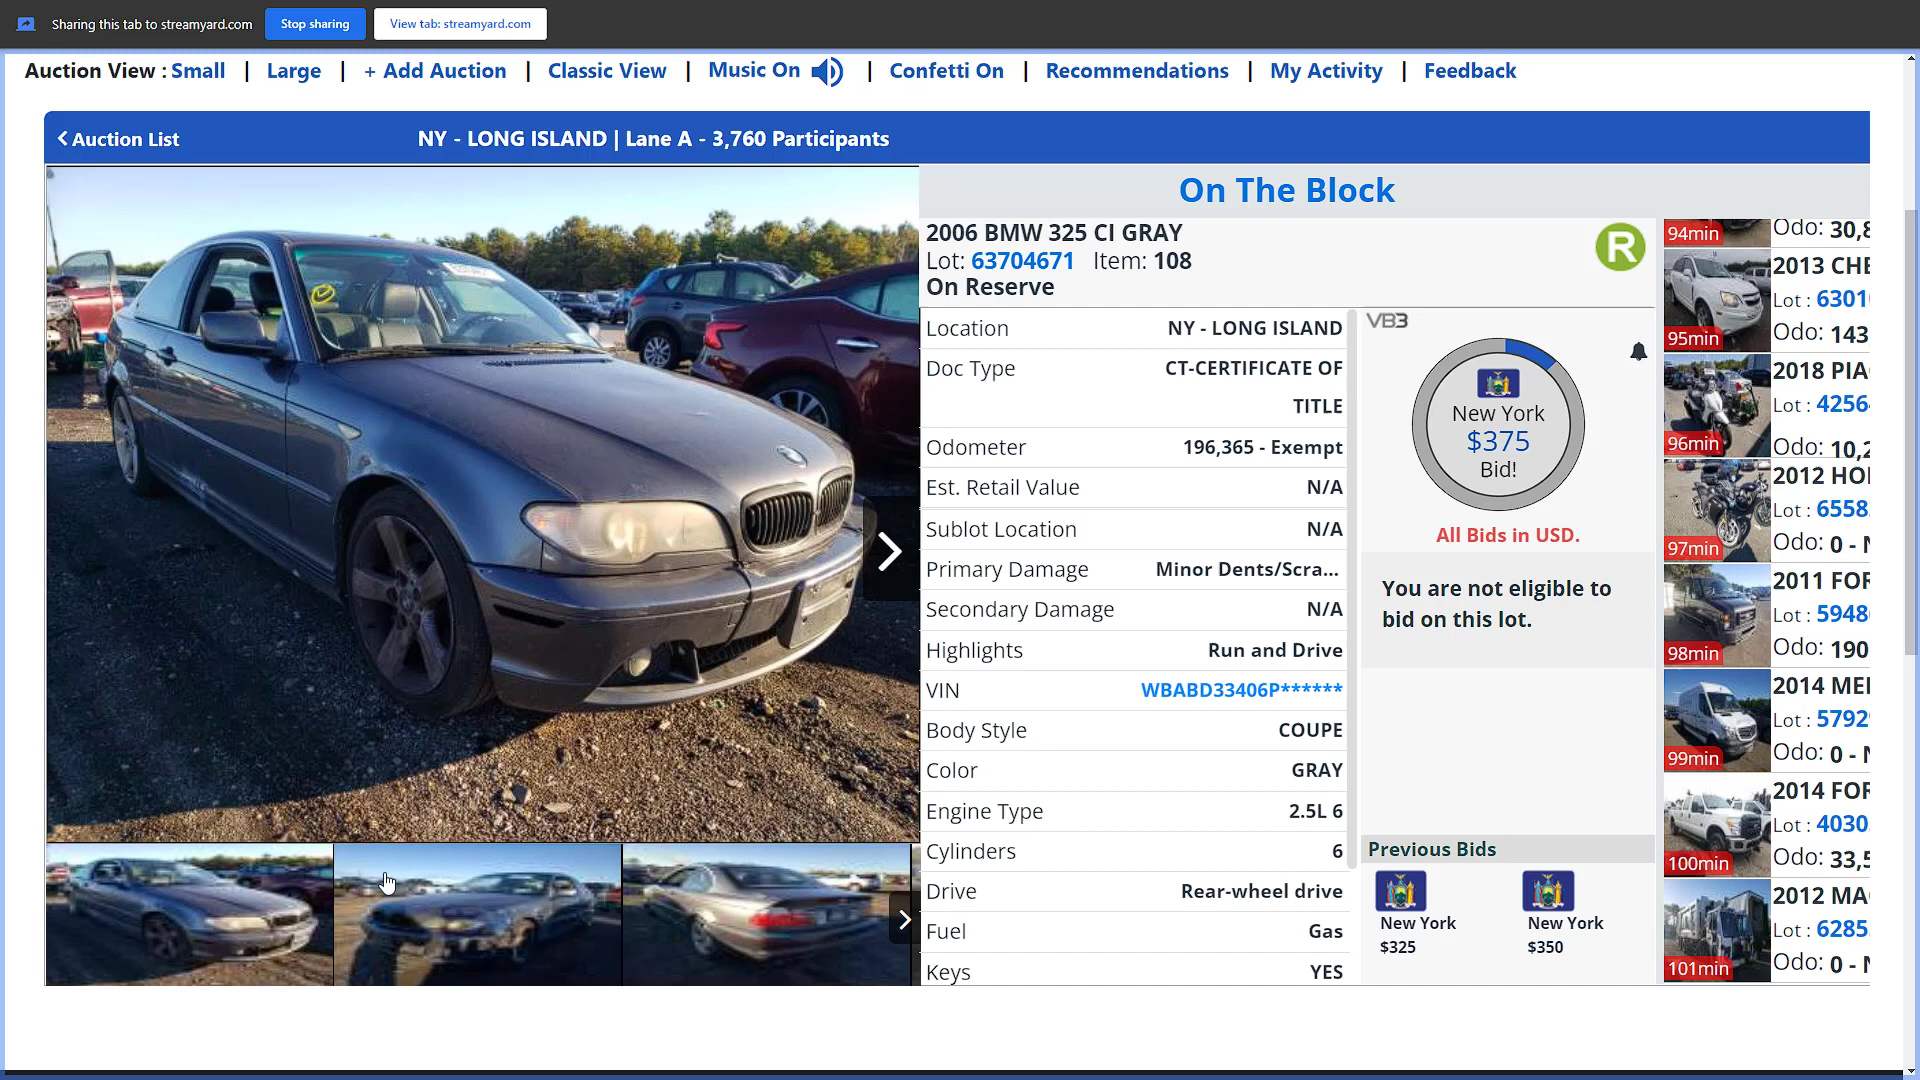 Sharing this tab to streamyard.com
Stop sharing
View tab: streamyard.com
Auction View : Small | Large | + Add Auction | Classic View | Music On | Confetti On | Recommendations | My Activity | Feedback
Auction List
NY - LONG ISLAND | Lane A - 3,760 Participants
On The Block
2006 BMW 325 CI GRAY
Lot: 63704671 Item: 108
On Reserve
R
Location NY - LONG ISLAND
Doc Type CT-CERTIFICATE OF
TITLE
Odometer 196,365 - Exempt
Est. Retail Value N/A
Sublot Location N/A
Primary Damage Minor Dents/Scra...
Secondary Damage N/A
Highlights Run and Drive
VIN WBABD33406P******
Body Style COUPE
Color GRAY
Engine Type 2.5L 6
Cylinders 6
Drive Rear-wheel drive
Fuel Gas
Keys YES
VB3
New York
$375
Bid!
All Bids in USD.
You are not eligible to
bid on this lot.
Previous Bids
New York
$325
New York
$350
94min
Odo: 30,8
2013 CHE
Lot : 6301
Odo: 143
95min
2018 PIA
Lot : 4256
Odo: 10,2
96min
2012 HO
Lot : 6558
Odo: 0 - N
97min
2011 FOR
Lot : 5948
Odo: 190
98min
2014 MER
Lot : 5792
Odo: 0 - N
99min
2014 FOR
Lot : 4030
Odo: 33,5
100min
2012 MA
Lot : 6285
Odo: 0 - N
101min